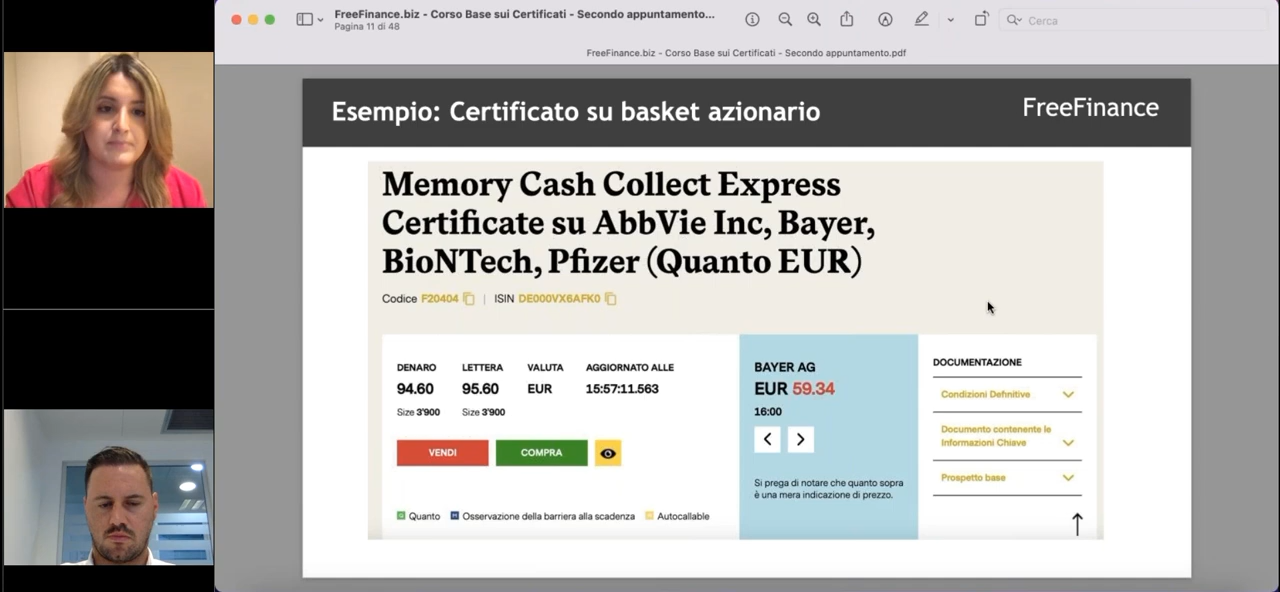 FreeFinance.biz - Corso Base sui Certificati - Secondo appuntamento...
Pagina 11 di 48
Cerca
FreeFinance.biz - Corso Base sui Certificati - Secondo appuntamento.pdf
Esempio: Certificato su basket azionario
FreeFinance
Memory Cash Collect Express
Certificate su AbbVie Inc, Bayer,
BioNTech, Pfizer (Quanto EUR)
Codice F20404 | ISIN DE000VX6AFK0
DENARO LETTERA VALUTA AGGIORNATO ALLE
94.60 95.60 EUR 15:57:11.563
Size 3'900 Size 3'900
VENDI COMPRA
Quanto Osservazione della barriera alla scadenza Autocallable
BAYER AG
EUR 59.34
16:00
Si prega di notare che quanto sopra
è una mera indicazione di prezzo.
DOCUMENTAZIONE
Condizioni Definitive
Documento contenente le
Informazioni Chiave
Prospetto base